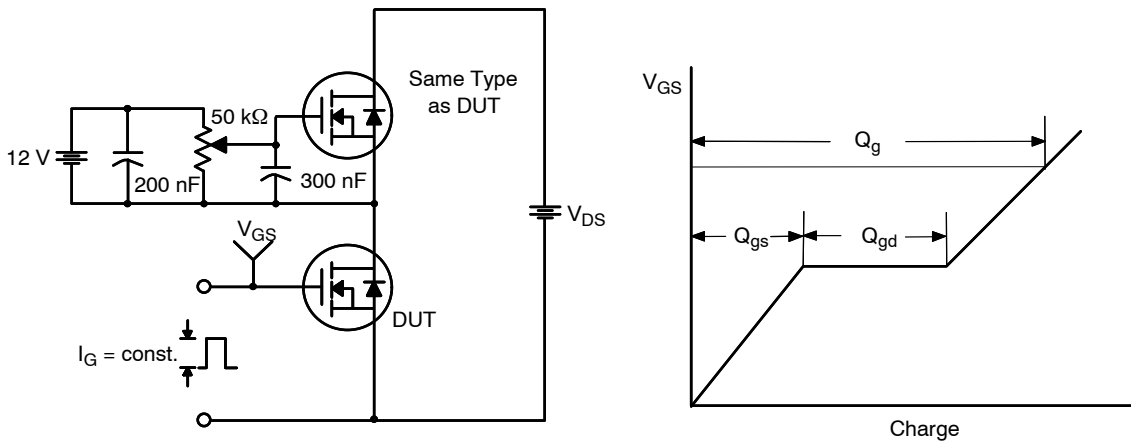 Same Type
as DUT
50 kΩ
12 V
200 nF
300 nF
V_GS
V_DS
DUT
I_G = const.
V_GS
Q_g
Q_gs
Q_gd
Charge